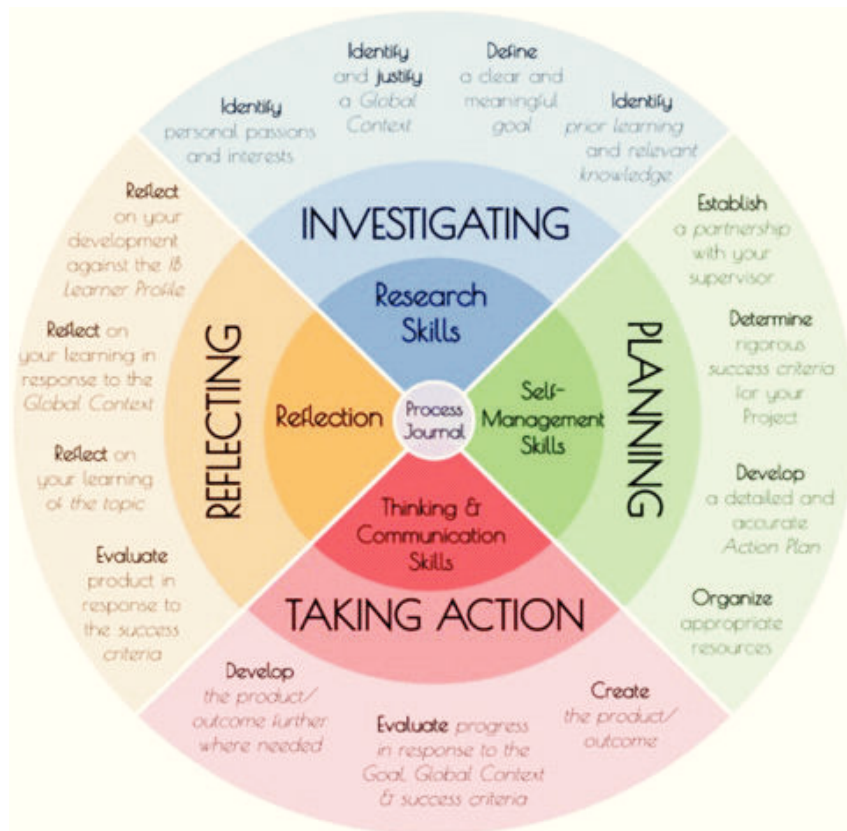 Identify
personal passions
and interests
Identify
and justify
a Global
Context
Define
a clear and
meaningful
goal
Identify
prior learning
and relevant
knowledge
INVESTIGATING
Research
Skills
Establish
a partnership
with your
supervisor
Determine
rigorous
success criteria
for your
Project
Develop
a detailed and
accurate
Action Plan
Organize
appropriate
resources
PLANNING
Self-
Management
Skills
Create
the product/
outcome
Evaluate progress
in response to the
Goal, Global Context
& success criteria
Develop
the product/
outcome further
where needed
TAKING ACTION
Thinking &
Communication
Skills
Evaluate
product in
response to
the success
criteria
Reflect on
your learning
of the topic
Reflect on
your learning in
response to the
Global Context
Reflect
on your
development
against the IB
Learner Profile
REFLECTING
Reflection
Process
Journal